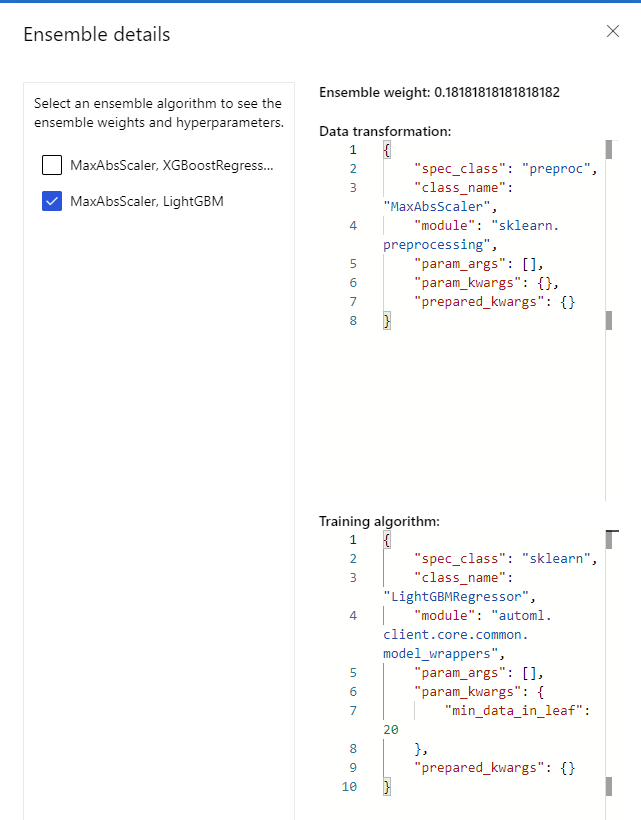 Ensemble details
Select an ensemble algorithm to see the
ensemble weights and hyperparameters.
MaxAbsScaler, XGBoostRegress...
MaxAbsScaler, LightGBM
Ensemble weight: 0.18181818181818182
Data transformation:
1 {
2 "spec_class": "preproc",
3 "class_name":
"MaxAbsScaler",
4 "module": "sklearn.
preprocessing",
5 "param_args": [],
6 "param_kwargs": {},
7 "prepared_kwargs": {}
8 }
Training algorithm:
1 {
2 "spec_class": "sklearn",
3 "class_name":
"LightGBMRegressor",
4 "module": "automl.
client.core.common.
model_wrappers",
5 "param_args": [],
6 "param_kwargs": {
7 "min_data_in_leaf":
20
8 },
9 "prepared_kwargs": {}
10 }